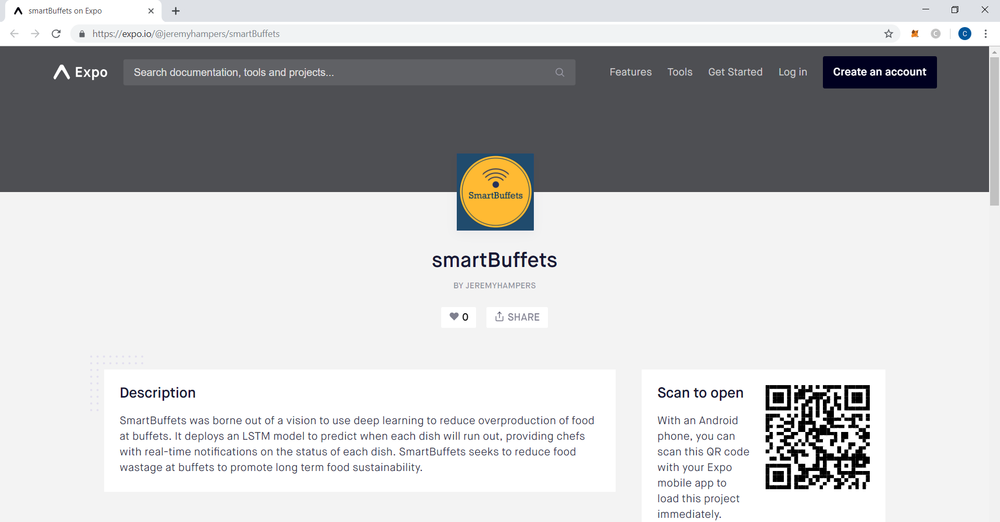 smartBuffets on Expo
https://expo.io/@jeremyhampers/smartBuffets
C
C
Expo
Search documentation, tools and projects...
Features
Tools
Get Started
Log in
Create an account
SmartBuffets
smartBuffets
BY JEREMYHAMPERS
0
SHARE
Description
SmartBuffets was borne out of a vision to use deep learning to reduce overproduction of food
at buffets. It deploys an LSTM model to predict when each dish will run out, providing chefs
with real-time notifications on the status of each dish. SmartBuffets seeks to reduce food
wastage at buffets to promote long term food sustainability.
Scan to open
With an Android
phone, you can
scan this QR code
with your Expo
mobile app to
load this project
immediately.